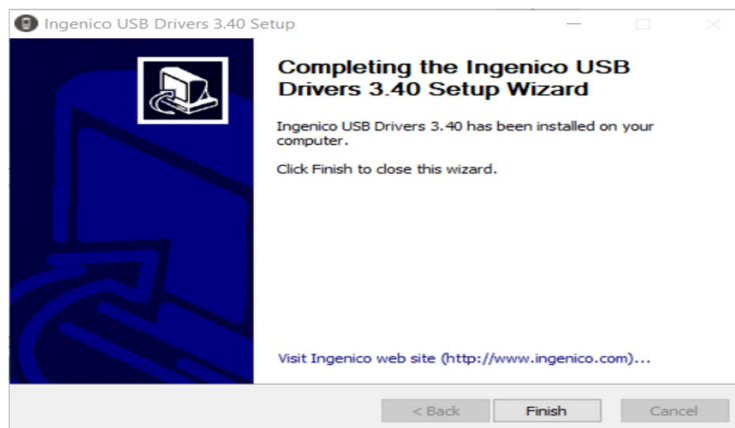 Ingenico USB Drivers 3.40 Setup
Completing the Ingenico USB
Drivers 3.40 Setup Wizard
Ingenico USB Drivers 3.40 has been installed on your
computer.
Click Finish to close this wizard.
Visit Ingenico web site (http://www.ingenico.com)...
< Back
Finish
Cancel